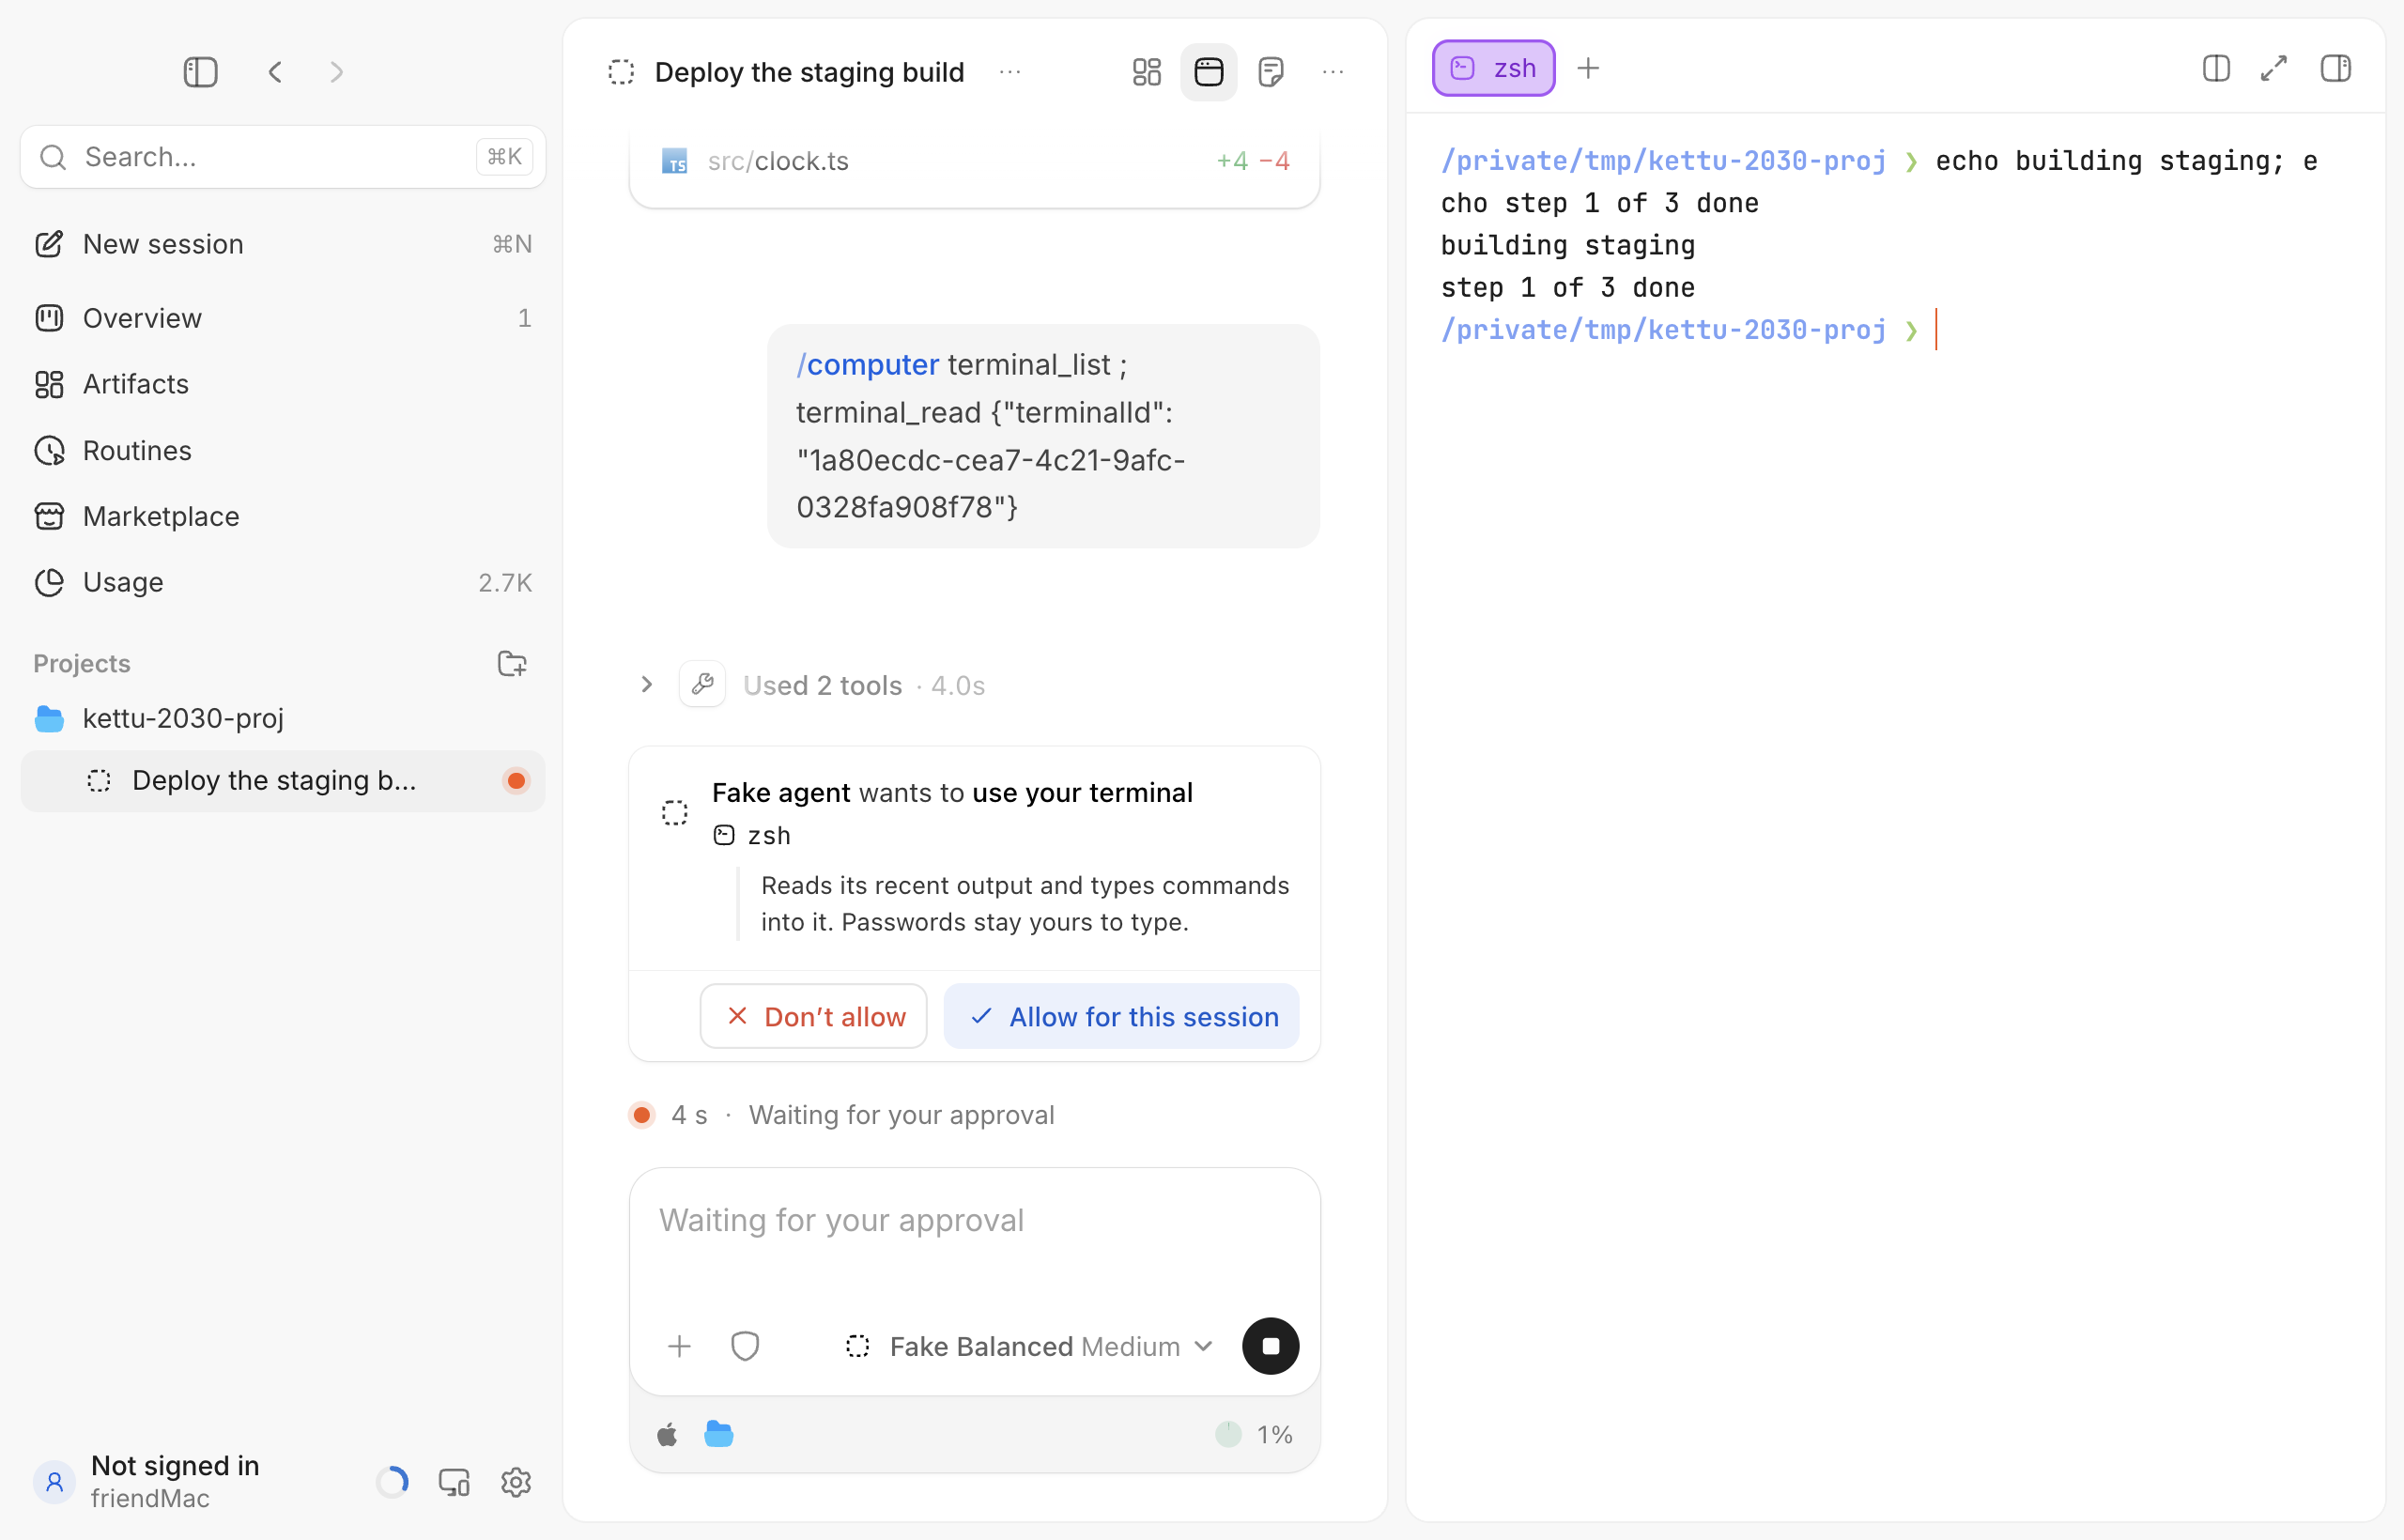 Search...
⌘K
New session
⌘N
Overview
1
Artifacts
Routines
Marketplace
Usage
2.7K
Projects
kettu-2030-proj
Deploy the staging b...
Not signed in
friendMac
Deploy the staging build
TS src/clock.ts
+4 −4
/computer terminal_list ;
terminal_read {"terminalId":
"1a80ecdc-cea7-4c21-9afc-
0328fa908f78"}
Used 2 tools · 4.0s
Fake agent wants to use your terminal
zsh
Reads its recent output and types commands
into it. Passwords stay yours to type.
Don’t allow
Allow for this session
4 s · Waiting for your approval
Waiting for your approval
Fake Balanced Medium
1%
zsh
/private/tmp/kettu-2030-proj ❯ echo building staging; e
cho step 1 of 3 done
building staging
step 1 of 3 done
/private/tmp/kettu-2030-proj ❯